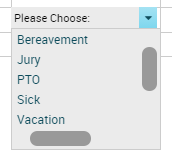 Please Choose:
Bereavement
Jury
PTO
Sick
Vacation